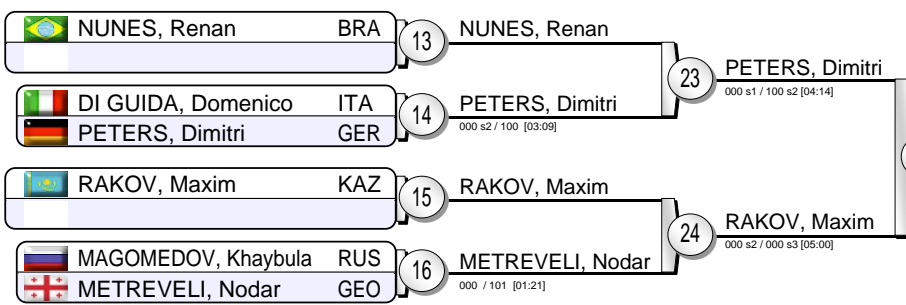 NUNES, Renan BRA
13
NUNES, Renan
DI GUIDA, Domenico ITA
PETERS, Dimitri GER
14
PETERS, Dimitri
000 s2 / 100 [03:09]
23
PETERS, Dimitri
000 s1 / 100 s2 [04:14]
RAKOV, Maxim KAZ
15
RAKOV, Maxim
MAGOMEDOV, Khaybula RUS
METREVELI, Nodar GEO
16
METREVELI, Nodar
000 / 101 [01:21]
24
RAKOV, Maxim
000 s2 / 000 s3 [05:00]